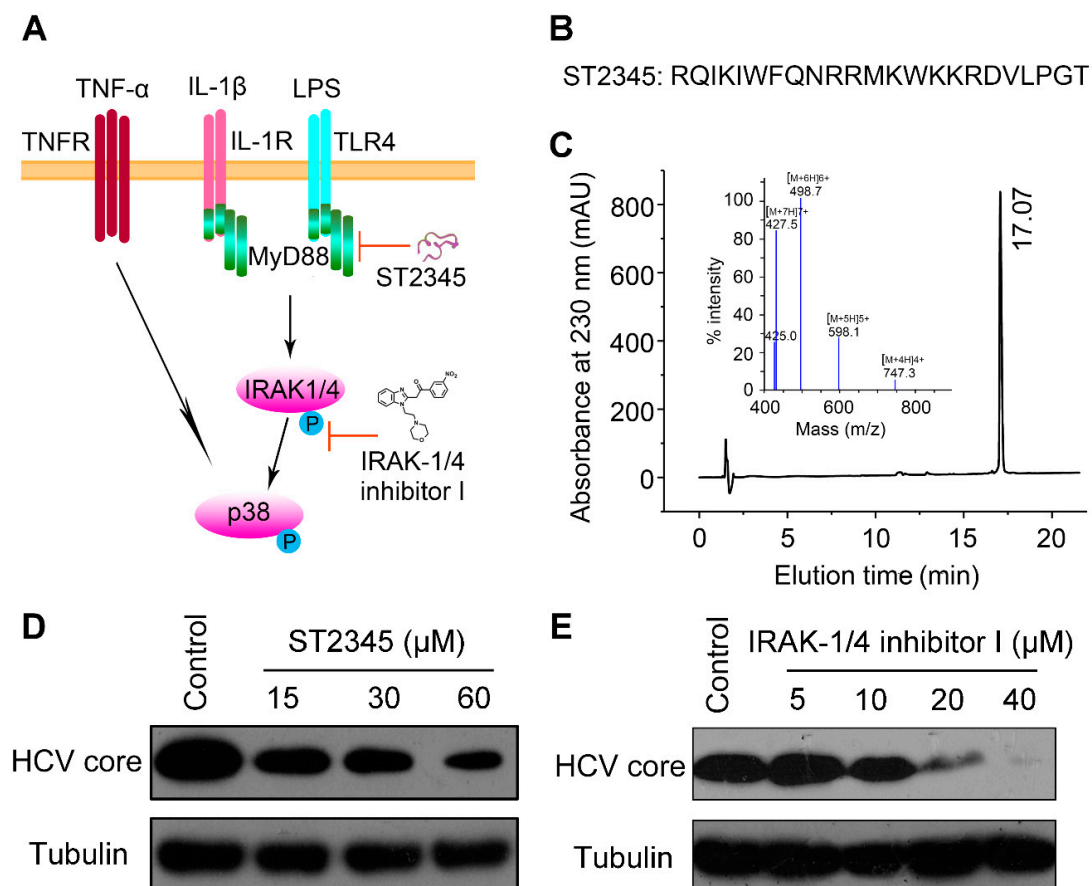 A
TNF-α
IL-1β
LPS
TNFR
IL-1R
TLR4
MyD88
ST2345
IRAK1/4
P
NO₂
O
N
N
N
O
IRAK-1/4
inhibitor I
p38
P
B
ST2345: RQIKIWFQNRRMKWKKRDVLPGT
C
Absorbance at 230 nm (mAU)
800
600
400
200
0
0 5 10 15 20
Elution time (min)
17.07
% intensity
100
80
60
40
20
0
400 600 800
Mass (m/z)
[M+6H]6+
498.7
[M+7H]7+
427.5
425.0
[M+5H]5+
598.1
[M+4H]4+
747.3
D
Control
ST2345 (μM)
15 30 60
HCV core
Tubulin
E
Control
IRAK-1/4 inhibitor I (μM)
5 10 20 40
HCV core
Tubulin